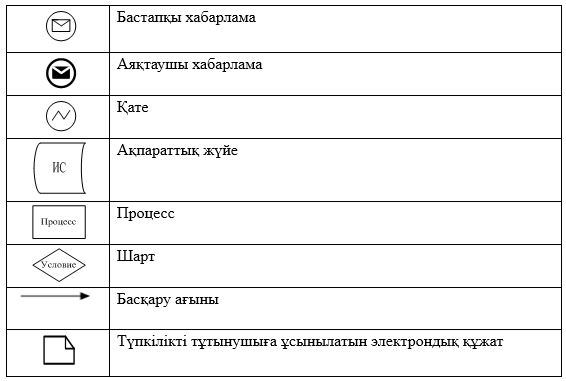 Бастапқы хабарлама
Аяқтаушы хабарлама
Қате
ИС
Ақпараттық жүйе
Процесс
Процесс
Условие
Шарт
Басқару ағыны
Түпкілікті тұтынушыға ұсынылатын электрондық құжат